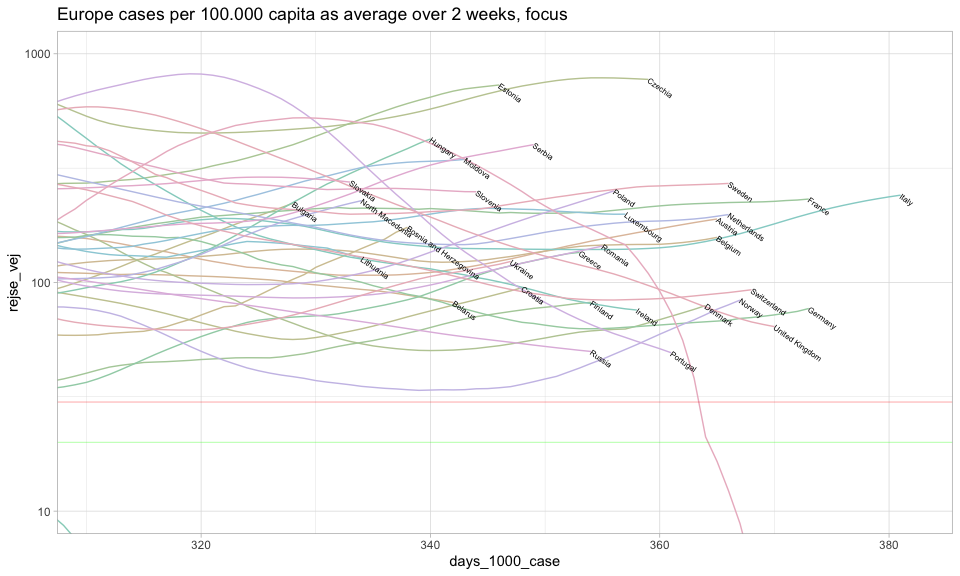 Europe cases per 100.000 capita as average over 2 weeks, focus
1000
100
10
rejse_vej
Estonia
Czechia
Hungary
Moldova
Serbia
Slovakia
North Macedonia
Bulgaria
Bosnia and Herzegovina
Lithuania
Slovenia
Poland
Luxembourg
Sweden
Netherlands
Austria
Belgium
France
Italy
Ukraine
Greece
Romania
Croatia
Belarus
Finland
Ireland
Switzerland
Norway
Denmark
Germany
United Kingdom
Russia
Portugal
320
340
360
380
days_1000_case